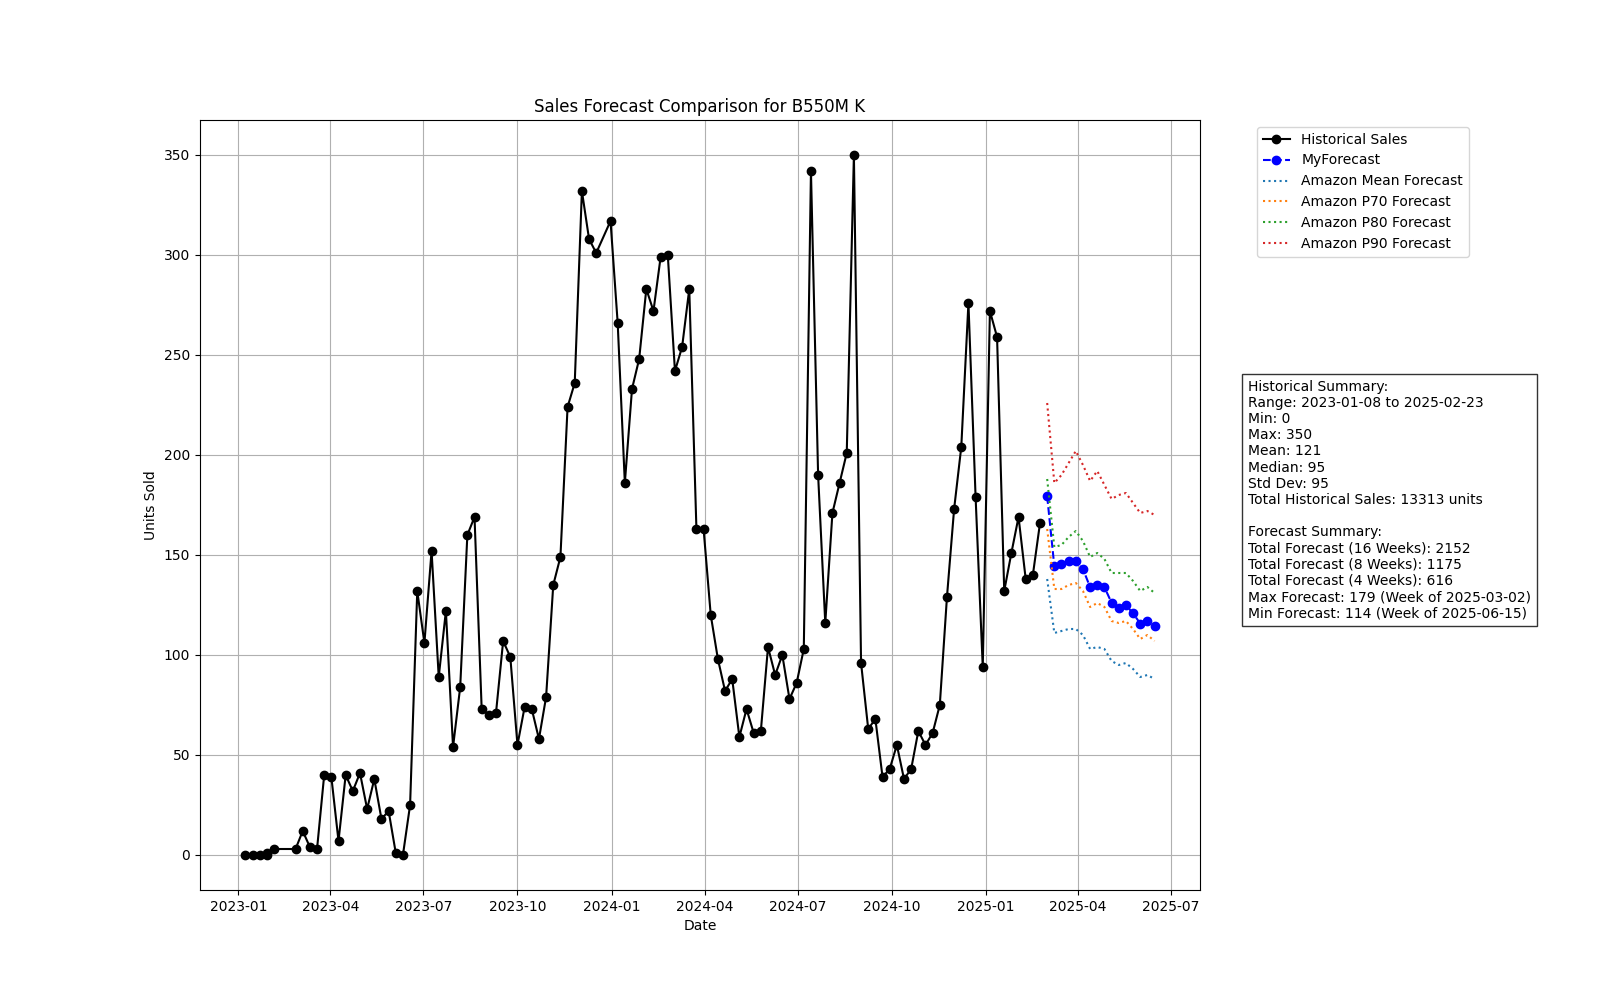 Sales Forecast Comparison for B550M K
350
300
250
200
150
100
50
0
Units Sold
2023-01
2023-04
2023-07
2023-10
2024-01
2024-04
2024-07
2024-10
2025-01
2025-04
2025-07
Date
Historical Sales
MyForecast
Amazon Mean Forecast
Amazon P70 Forecast
Amazon P80 Forecast
Amazon P90 Forecast
Historical Summary:
Range: 2023-01-08 to 2025-02-23
Min: 0
Max: 350
Mean: 121
Median: 95
Std Dev: 95
Total Historical Sales: 13313 units
Forecast Summary:
Total Forecast (16 Weeks): 2152
Total Forecast (8 Weeks): 1175
Total Forecast (4 Weeks): 616
Max Forecast: 179 (Week of 2025-03-02)
Min Forecast: 114 (Week of 2025-06-15)